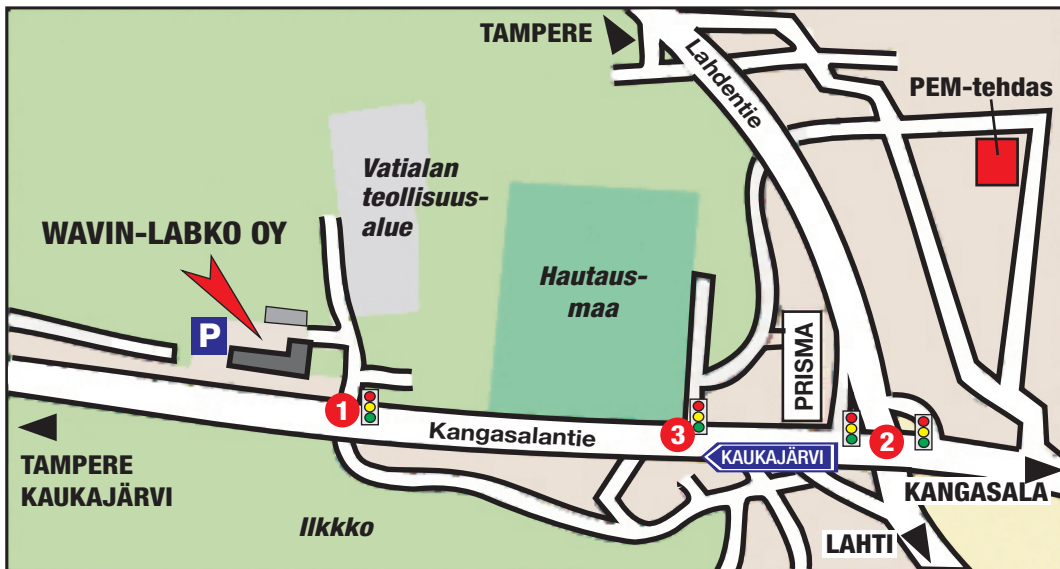 TAMPERE
Lahdentie
PEM-tehdas
Vatialan
teollisuus-
alue
WAVIN-LABKO OY
Hautaus-
maa
P
PRISMA
1
Kangasalantie
3
2
KAUKAJÄRVI
TAMPERE
KAUKAJÄRVI
KANGASALA
Ilkkko
LAHTI